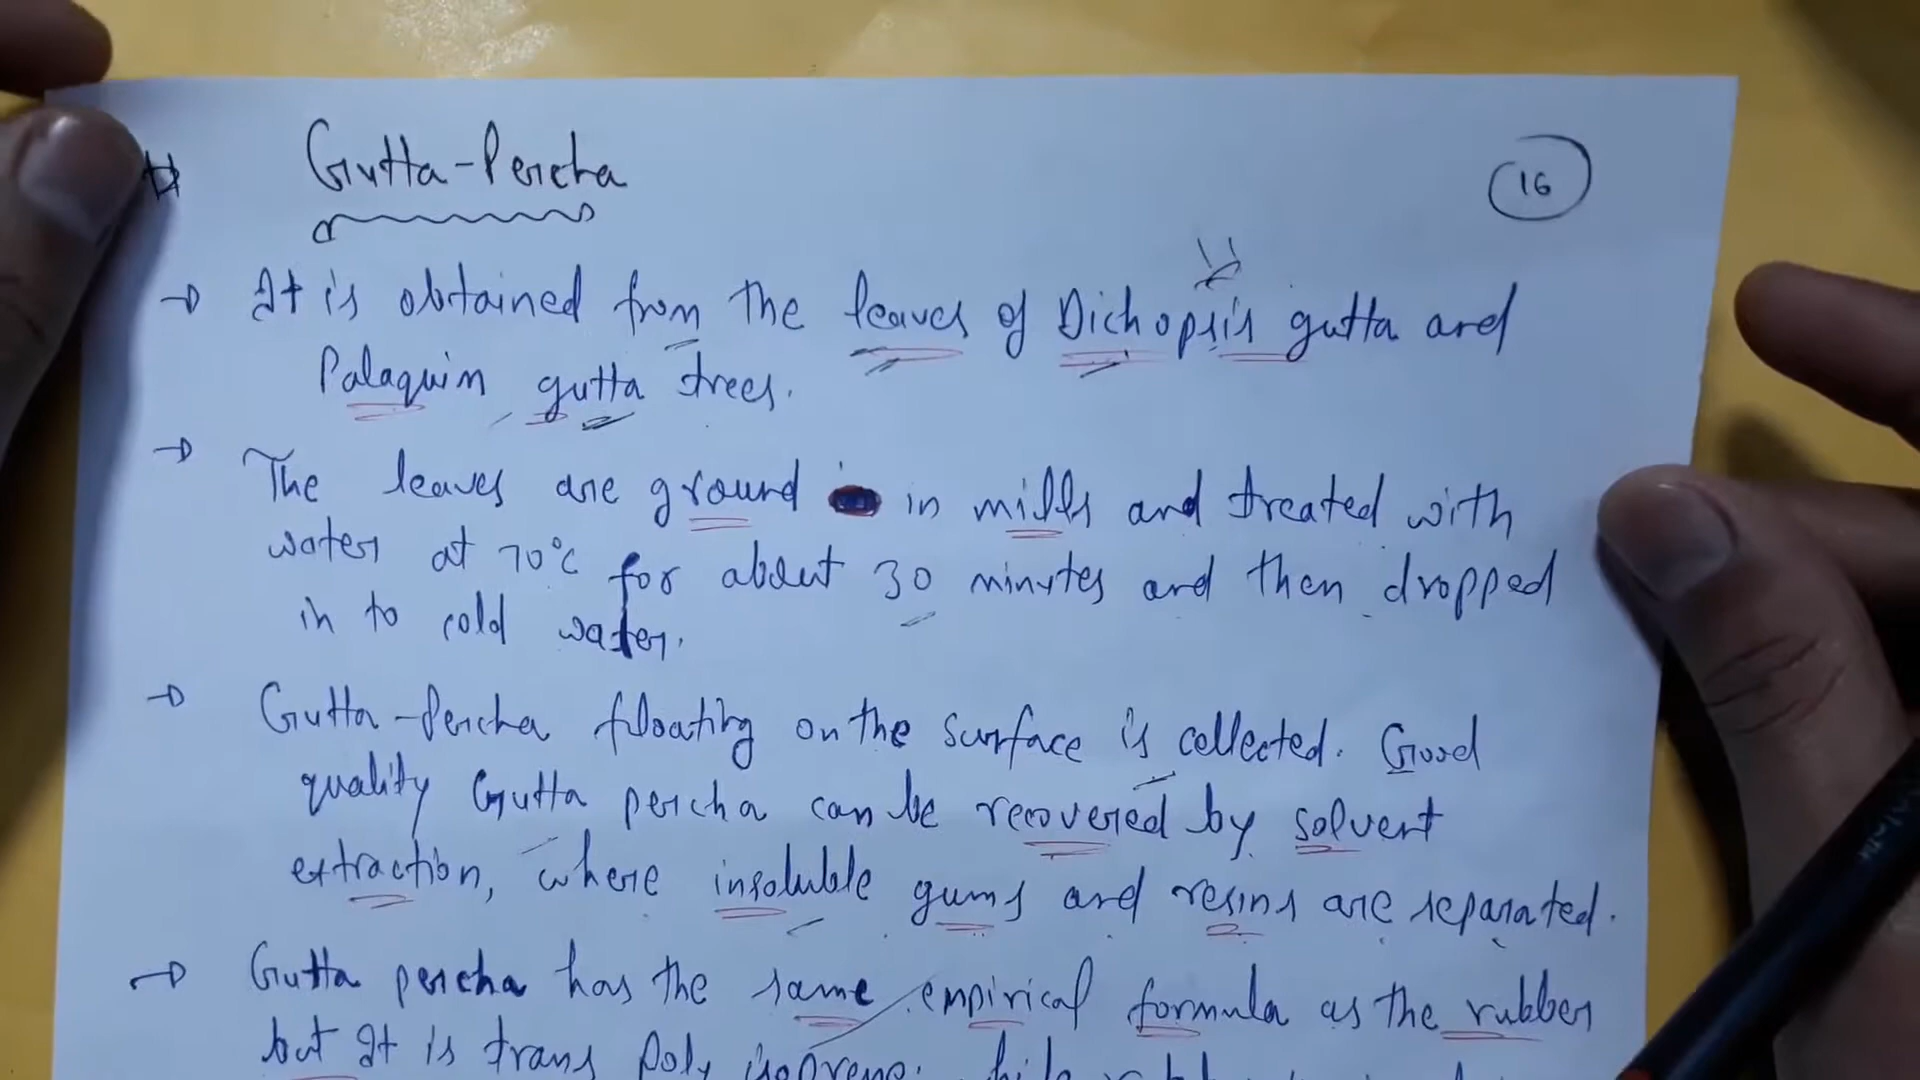 Gutta-Percha
16
→ It is obtained from the leaves of Dichopsis gutta and
Palaquim gutta trees.
→ The leaves are ground in mills and treated with
water at 70°C for about 30 minutes and then dropped
in to cold water.
→ Gutta-Percha floating on the surface is collected. Good
quality Gutta percha can be recovered by solvent
extraction, where insoluble gums and resins are separated.
→ Gutta percha has the same empirical formula as the rubber
but It is trans Poly isoprene.